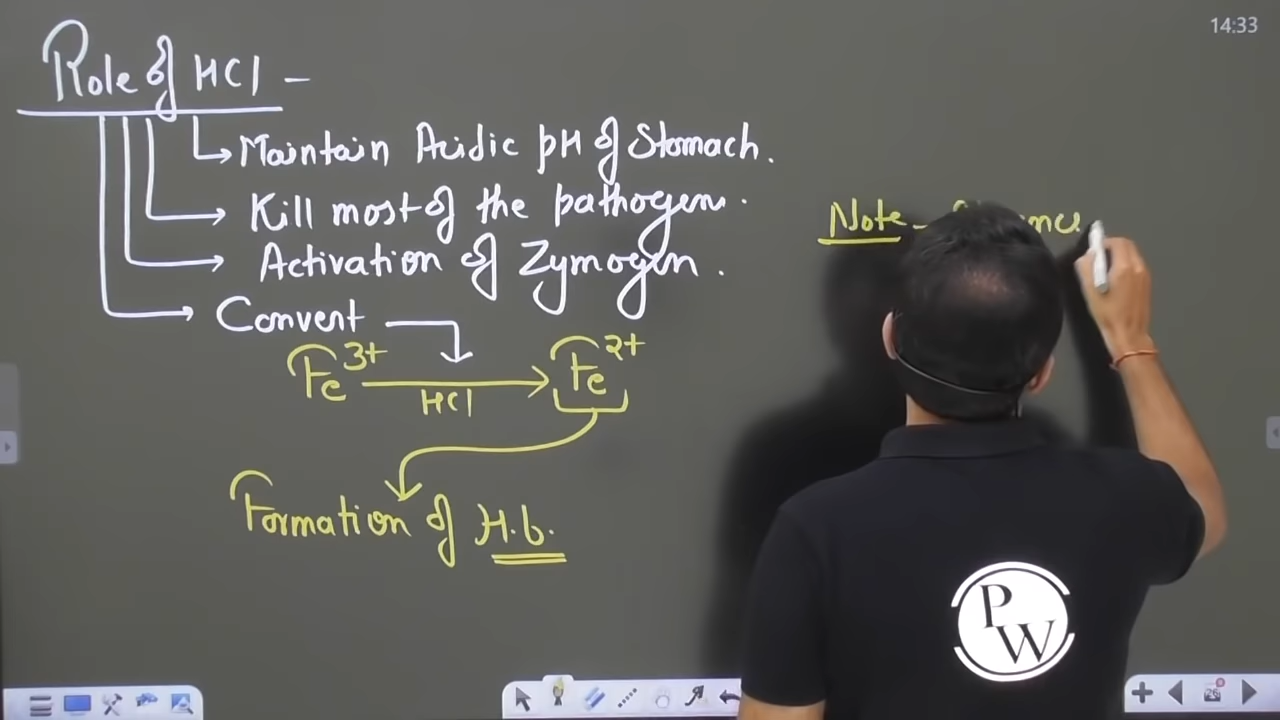 14:33
Role of HCl -
Maintain Acidic pH of Stomach.
Kill most of the pathogen.
Activation of Zymogen.
Convert
Fe3+ HCl Fe2+
Formation of H.b.
Note -
PW